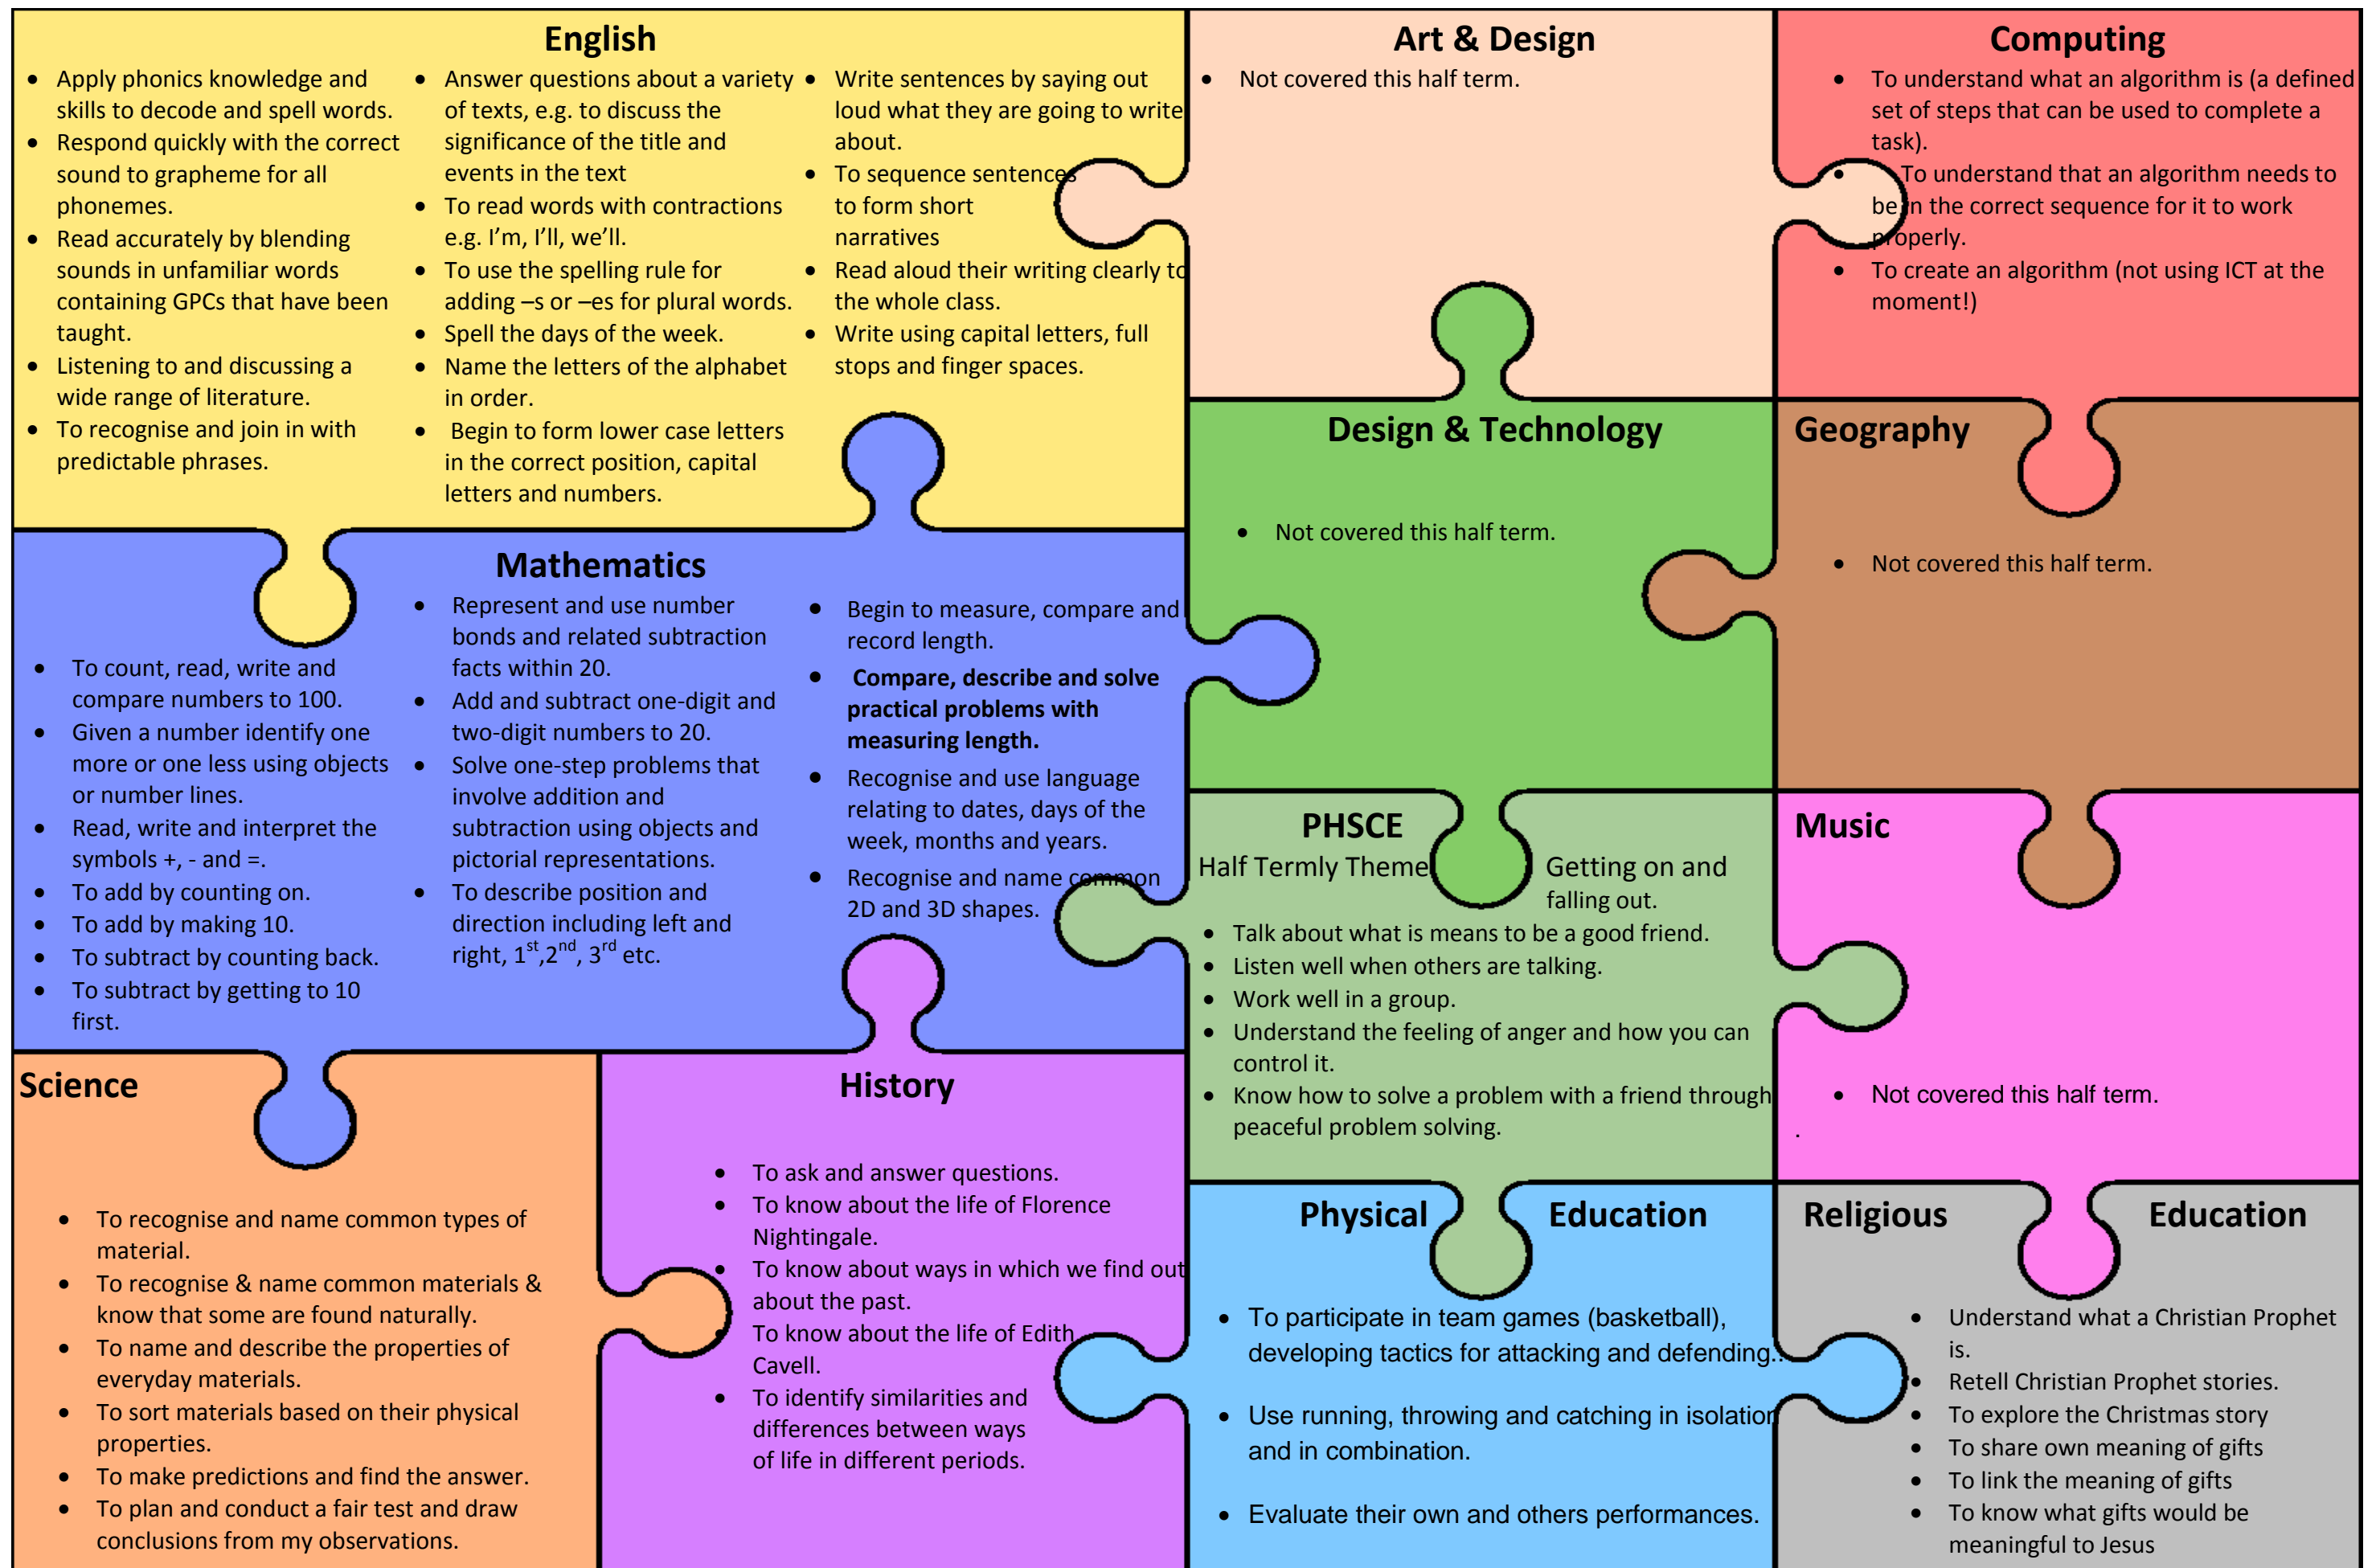 English
• Apply phonics knowledge and
skills to decode and spell words.
• Respond quickly with the correct
sound to grapheme for all
phonemes.
• Read accurately by blending
sounds in unfamiliar words
containing GPCs that have been
taught.
• Listening to and discussing a
wide range of literature.
• To recognise and join in with
predictable phrases.
• Answer questions about a variety
of texts, e.g. to discuss the
significance of the title and
events in the text
• To read words with contractions
e.g. I’m, I’ll, we’ll.
• To use the spelling rule for
adding –s or –es for plural words.
• Spell the days of the week.
• Name the letters of the alphabet
in order.
• Begin to form lower case letters
in the correct position, capital
letters and numbers.
• Write sentences by saying out
loud what they are going to write
about.
• To sequence sentences
to form short
narratives
• Read aloud their writing clearly to
the whole class.
• Write using capital letters, full
stops and finger spaces.
Art & Design
• Not covered this half term.
Computing
• To understand what an algorithm is (a defined
set of steps that can be used to complete a
task).
• To understand that an algorithm needs to
be in the correct sequence for it to work
properly.
• To create an algorithm (not using ICT at the
moment!)
Design & Technology
• Not covered this half term.
Geography
• Not covered this half term.
Mathematics
• To count, read, write and
compare numbers to 100.
• Given a number identify one
more or one less using objects
or number lines.
• Read, write and interpret the
symbols +, - and =.
• To add by counting on.
• To add by making 10.
• To subtract by counting back.
• To subtract by getting to 10
first.
• Represent and use number
bonds and related subtraction
facts within 20.
• Add and subtract one-digit and
two-digit numbers to 20.
• Solve one-step problems that
involve addition and
subtraction using objects and
pictorial representations.
• To describe position and
direction including left and
right, 1st,2nd, 3rd etc.
• Begin to measure, compare and
record length.
• Compare, describe and solve
practical problems with
measuring length.
• Recognise and use language
relating to dates, days of the
week, months and years.
• Recognise and name common
2D and 3D shapes.
PHSCE
Half Termly Theme Getting on and
falling out.
• Talk about what is means to be a good friend.
• Listen well when others are talking.
• Work well in a group.
• Understand the feeling of anger and how you can
control it.
• Know how to solve a problem with a friend through
peaceful problem solving.
Music
• Not covered this half term.
.
Science
• To recognise and name common types of
material.
• To recognise & name common materials &
know that some are found naturally.
• To name and describe the properties of
everyday materials.
• To sort materials based on their physical
properties.
• To make predictions and find the answer.
• To plan and conduct a fair test and draw
conclusions from my observations.
History
• To ask and answer questions.
• To know about the life of Florence
Nightingale.
• To know about ways in which we find out
about the past.
• To know about the life of Edith
Cavell.
• To identify similarities and
differences between ways
of life in different periods.
Physical Education
• To participate in team games (basketball),
developing tactics for attacking and defending..
• Use running, throwing and catching in isolation
and in combination.
• Evaluate their own and others performances.
Religious Education
• Understand what a Christian Prophet
is.
• Retell Christian Prophet stories.
• To explore the Christmas story
• To share own meaning of gifts
• To link the meaning of gifts
• To know what gifts would be
meaningful to Jesus